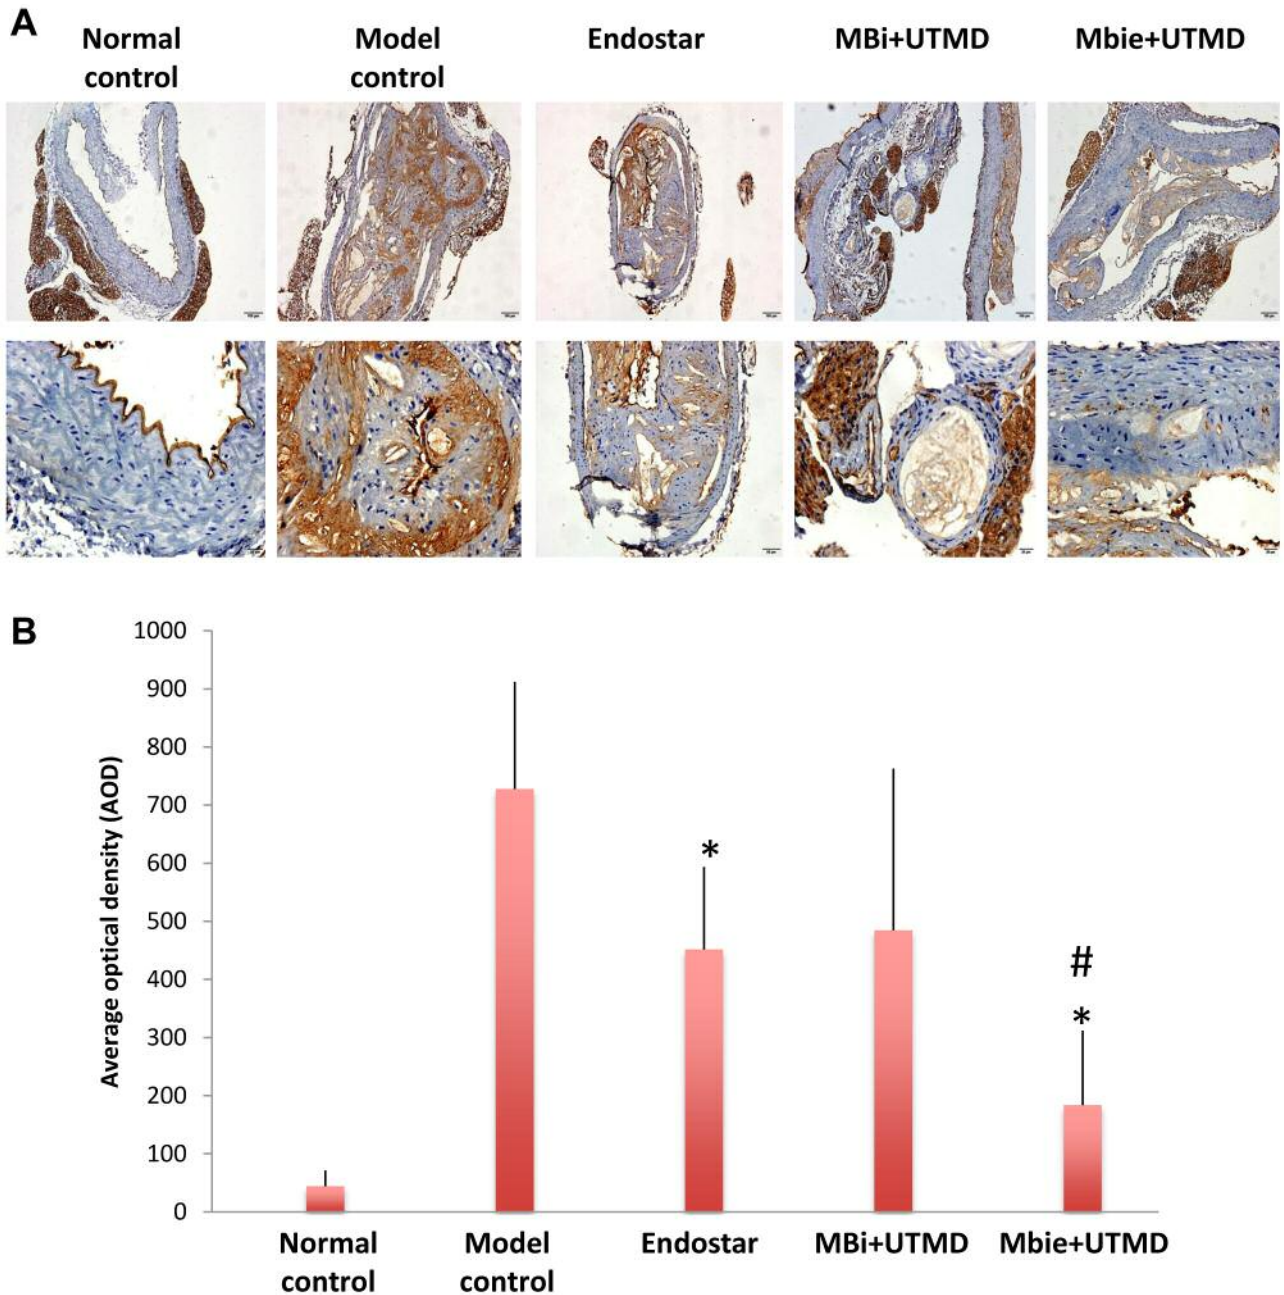 A
Normal control
Model control
Endostar
MBi+UTMD
Mbie+UTMD
B
Average optical density (AOD)
1000
900
800
700
600
500
400
300
200
100
0
*
#
*
Normal control
Model control
Endostar
MBi+UTMD
Mbie+UTMD